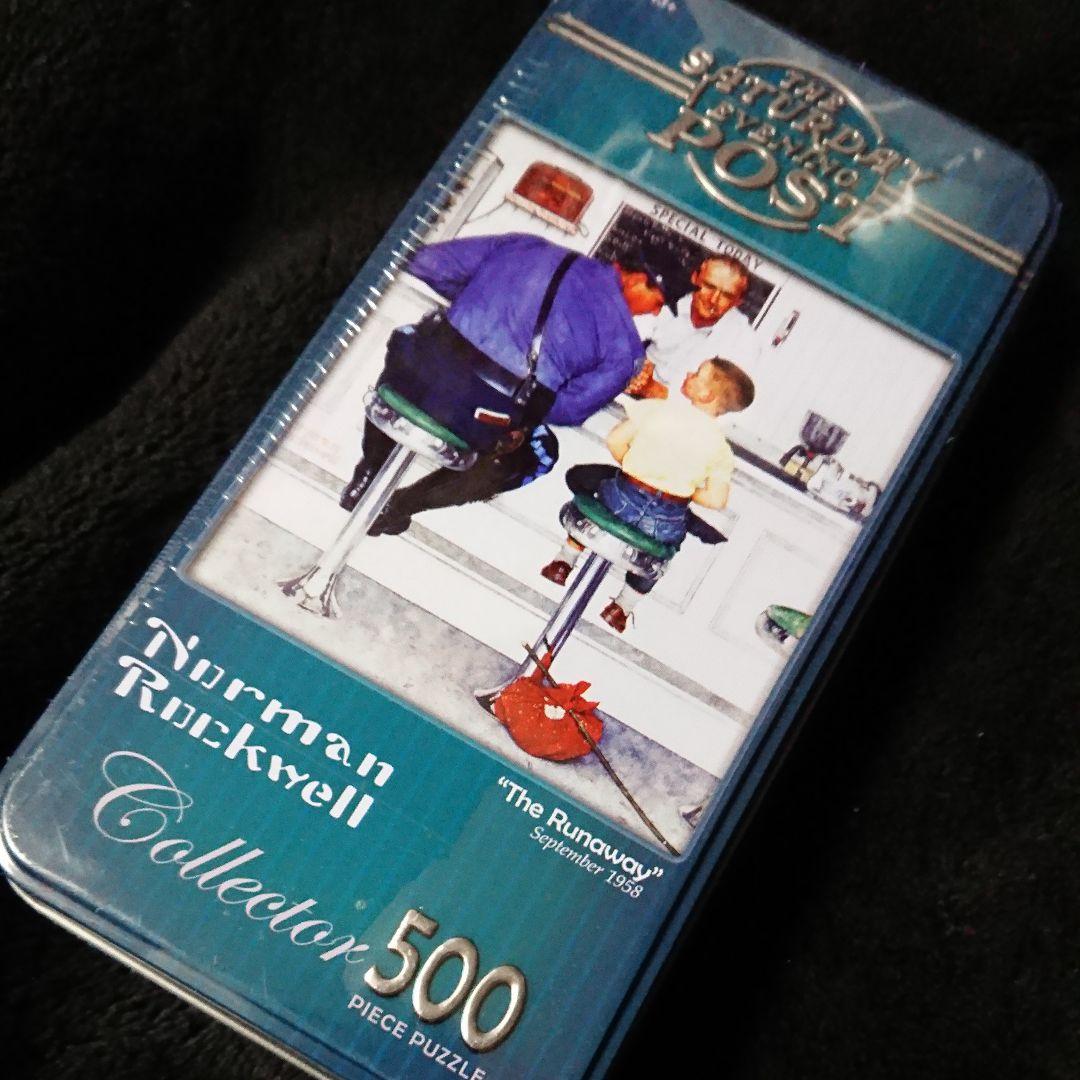 THE
SATURDAY
EVENING
POST
SPECIAL TODAY
Norman
Rockwell
Collector
"The Runaway"
September 1958
500
PIECE PUZZLE